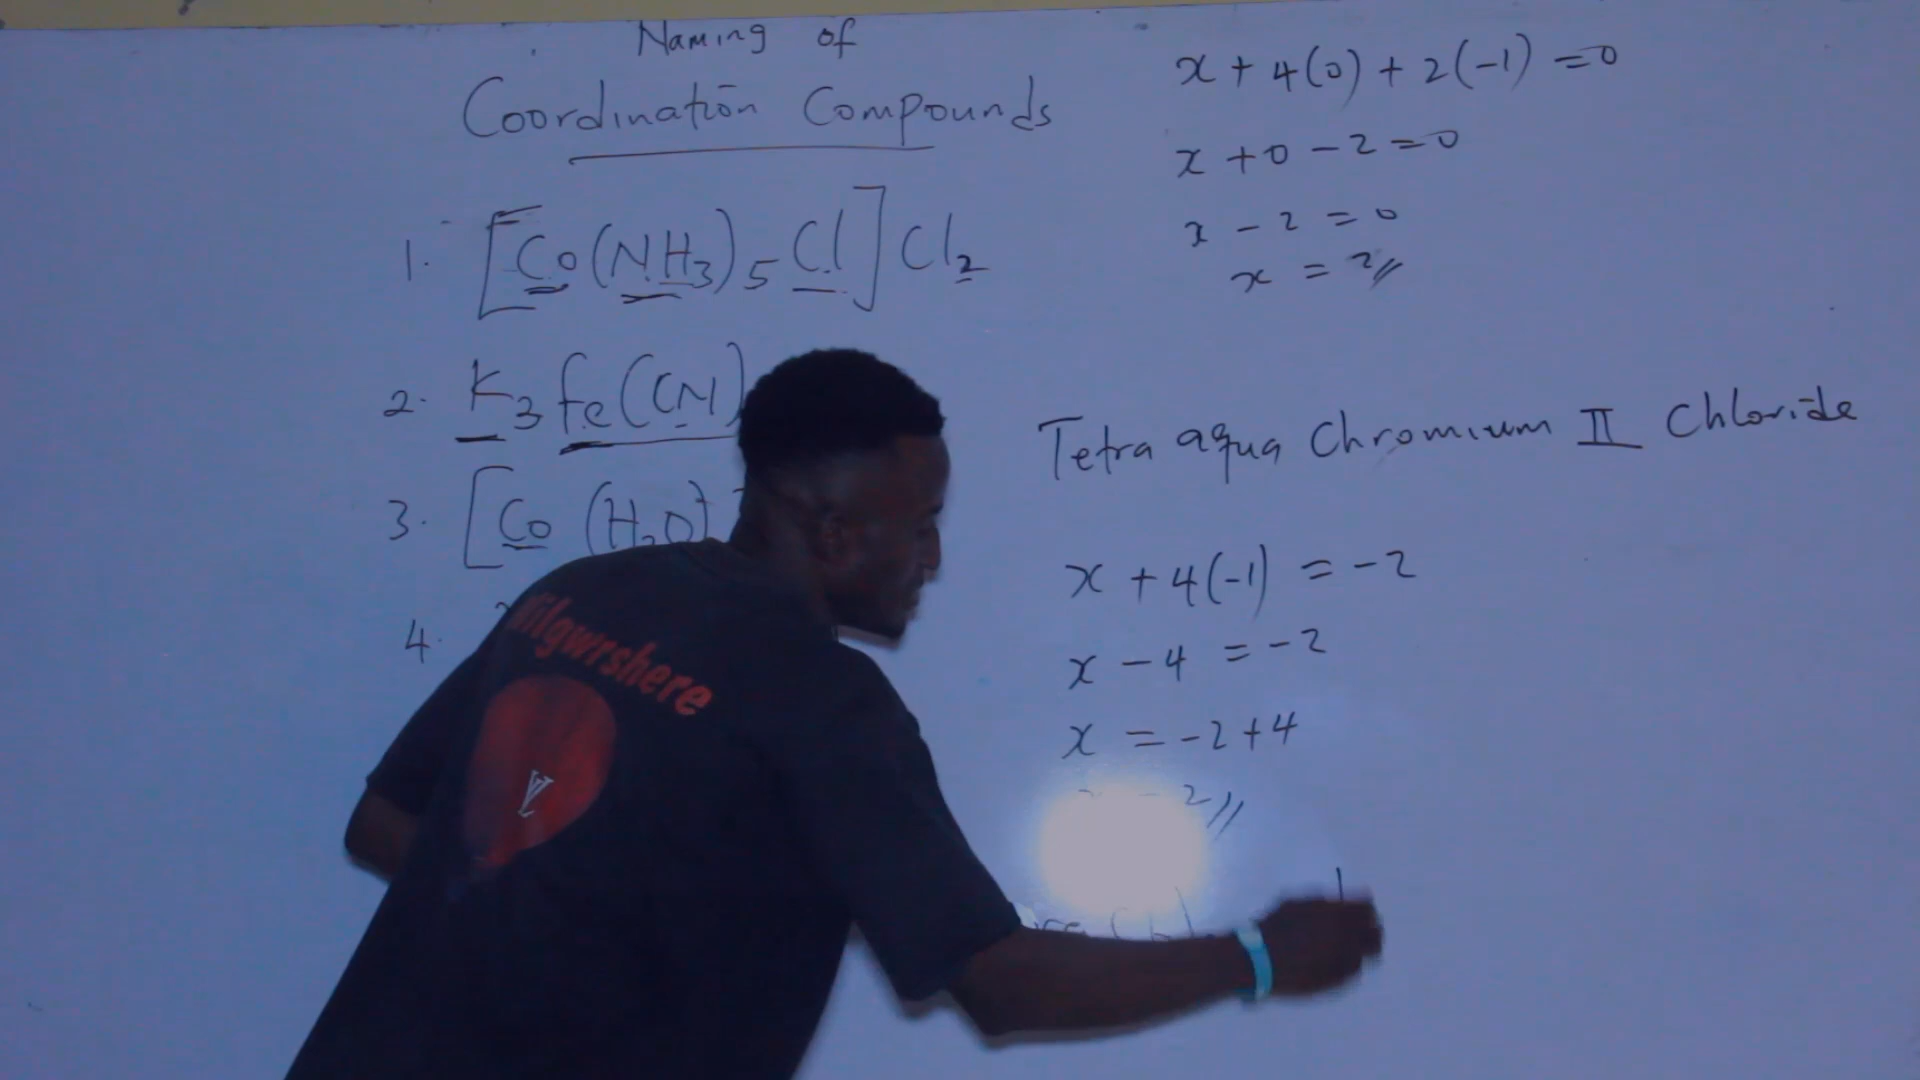 Naming of
Coordination Compounds
1. [Co(NH₃)₅Cl]Cl₂
2. K₃Fe(CN)
3. [Co(H₂O)
4.
x + 4(0) + 2(-1) = 0
x + 0 - 2 = 0
x - 2 = 0
x = 2
Tetra aqua Chromium II Chloride
x + 4(-1) = -2
x - 4 = -2
x = -2+4
2
ilgwrshere